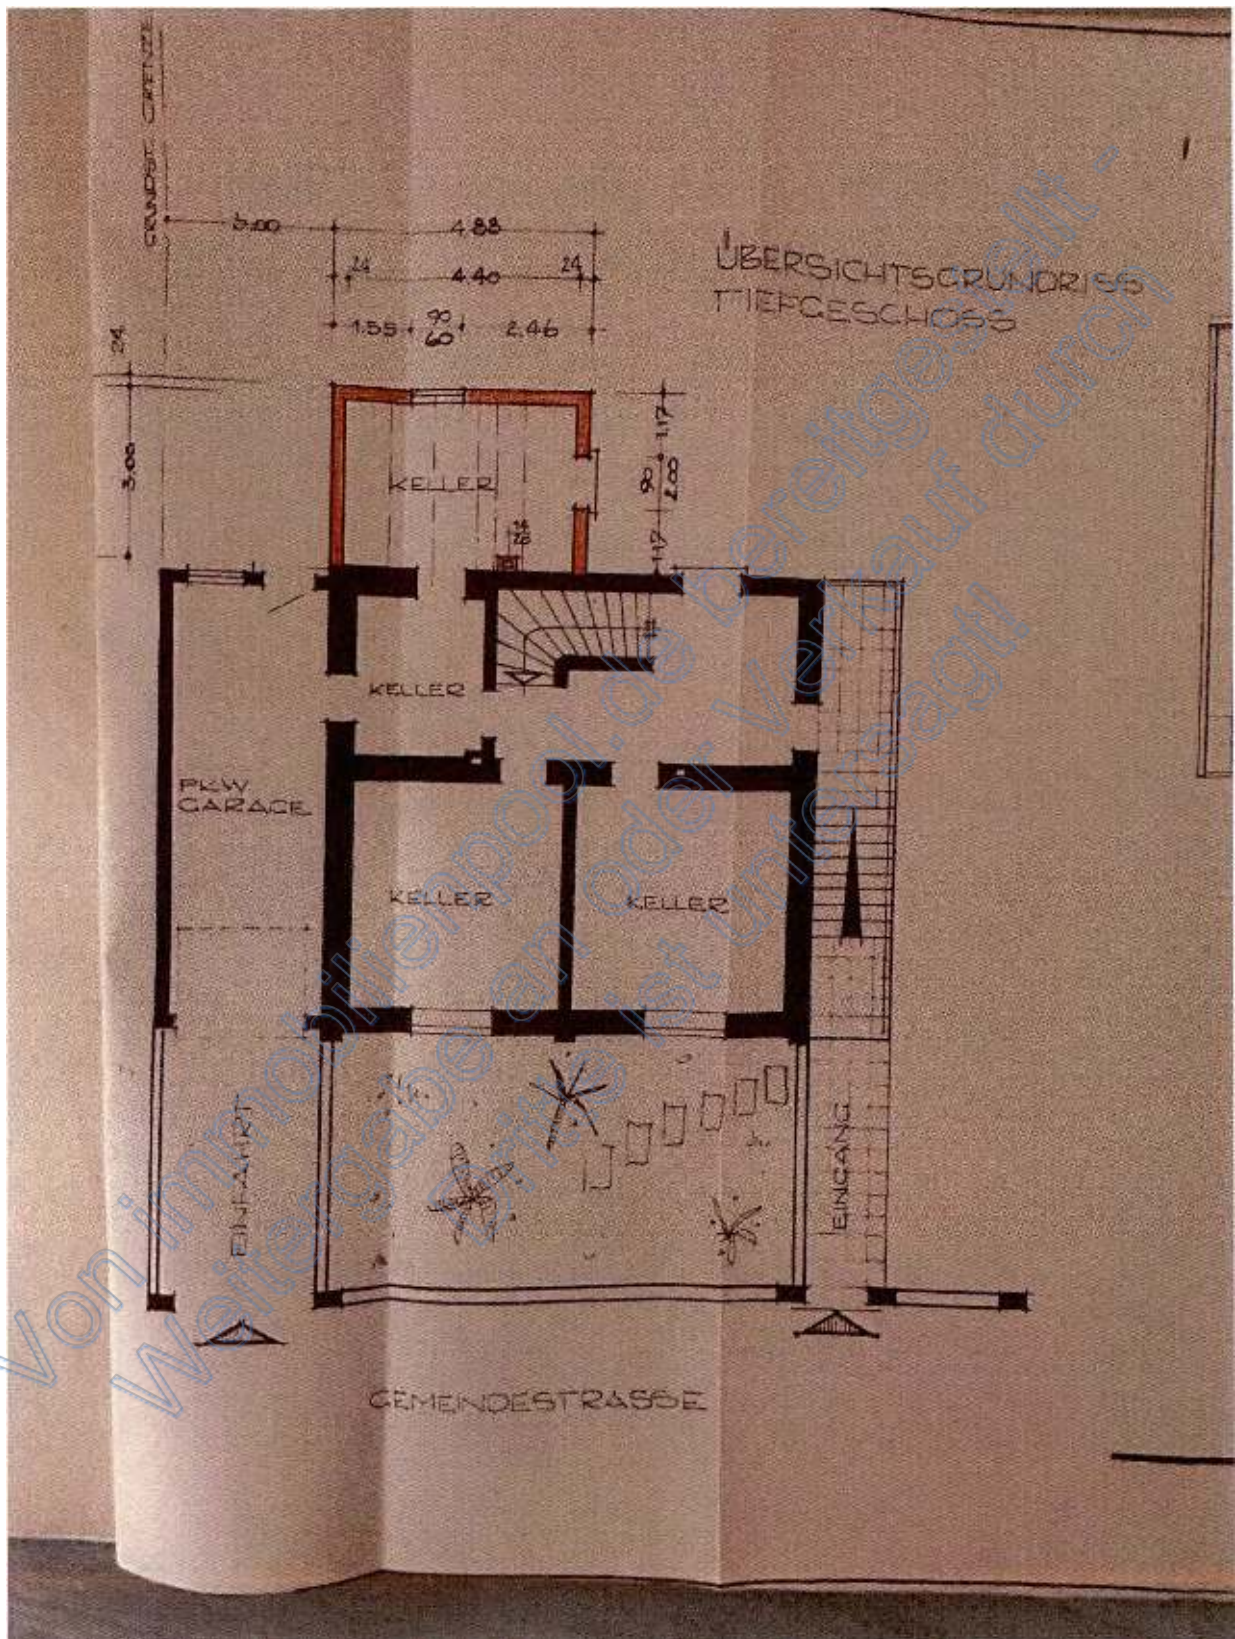 GRUNDST. GRENZE
3.00 4.88
24 4.40 24
1.55 90 2.46
60
ÜBERSICHTSGRUNDRISS
TIEFGESCHOSS
24
3.00
1.17
90
2.00
1.17
KELLER
KELLER
PKW
GARAGE
KELLER
KELLER
EINFAHRT
EINGANG
GEMEINDESTRASSE
Von immobilienpool.de bereitgestellt -
Weitergabe an oder Verkauf durch
Dritte ist untersagt!